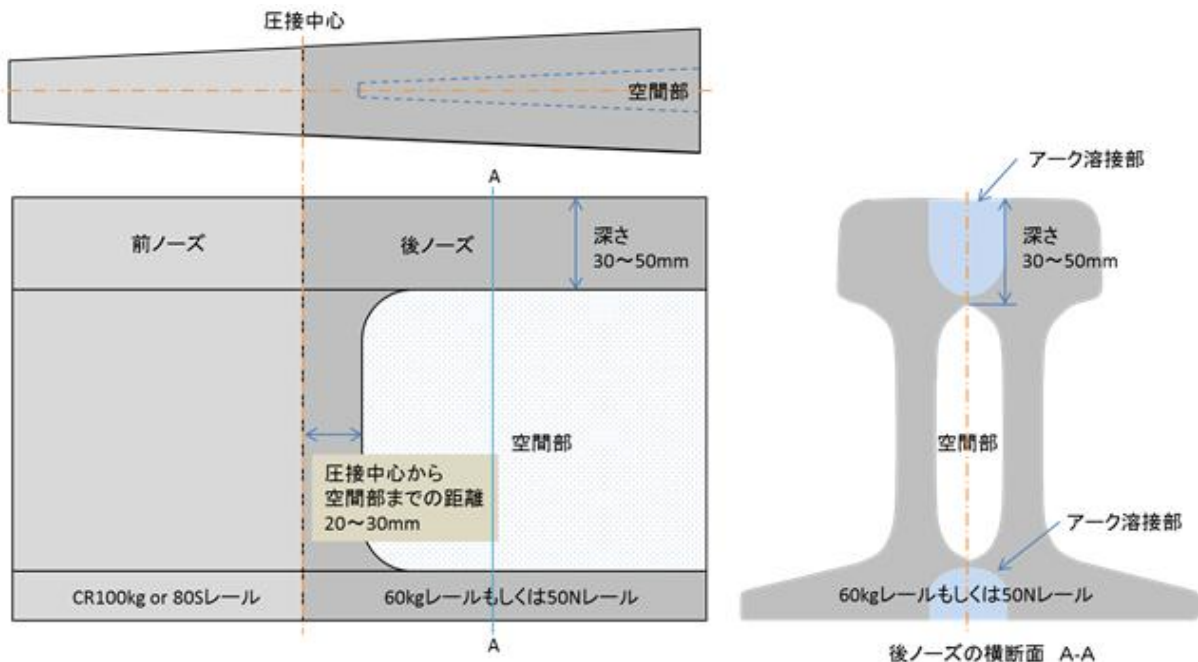 圧接中心
空間部
A
アーク溶接部
前ノーズ
後ノーズ
深さ
30～50mm
深さ
30～50mm
空間部
空間部
圧接中心から
空間部までの距離
20～30mm
アーク溶接部
CR100kg or 80Sレール
60kgレールもしくは50Nレール
60kgレールもしくは50Nレール
A
後ノーズの横断面 A-A